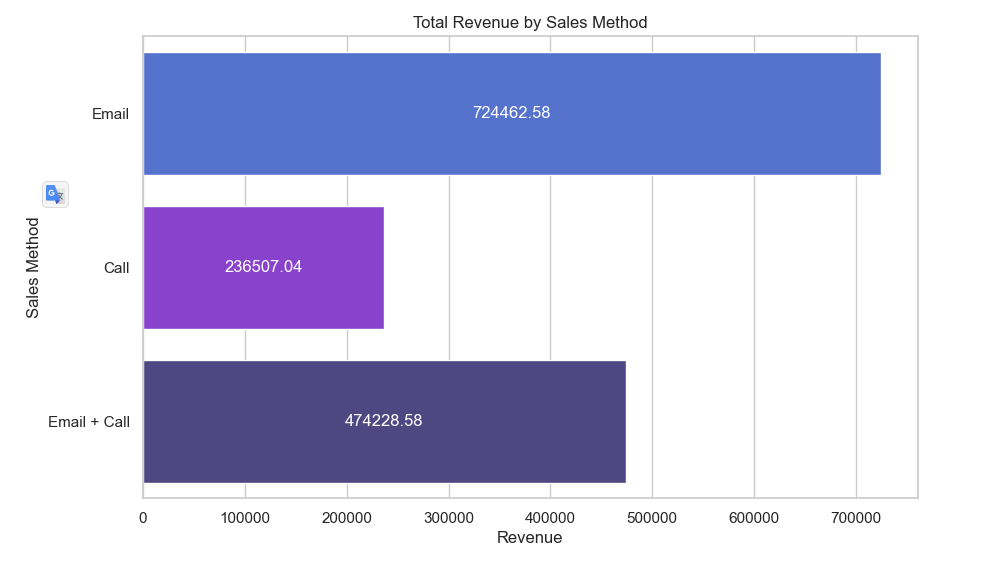 Total Revenue by Sales Method
Email
724462.58
Call
236507.04
Email + Call
474228.58
Sales Method
0 100000 200000 300000 400000 500000 600000 700000
Revenue
G 文